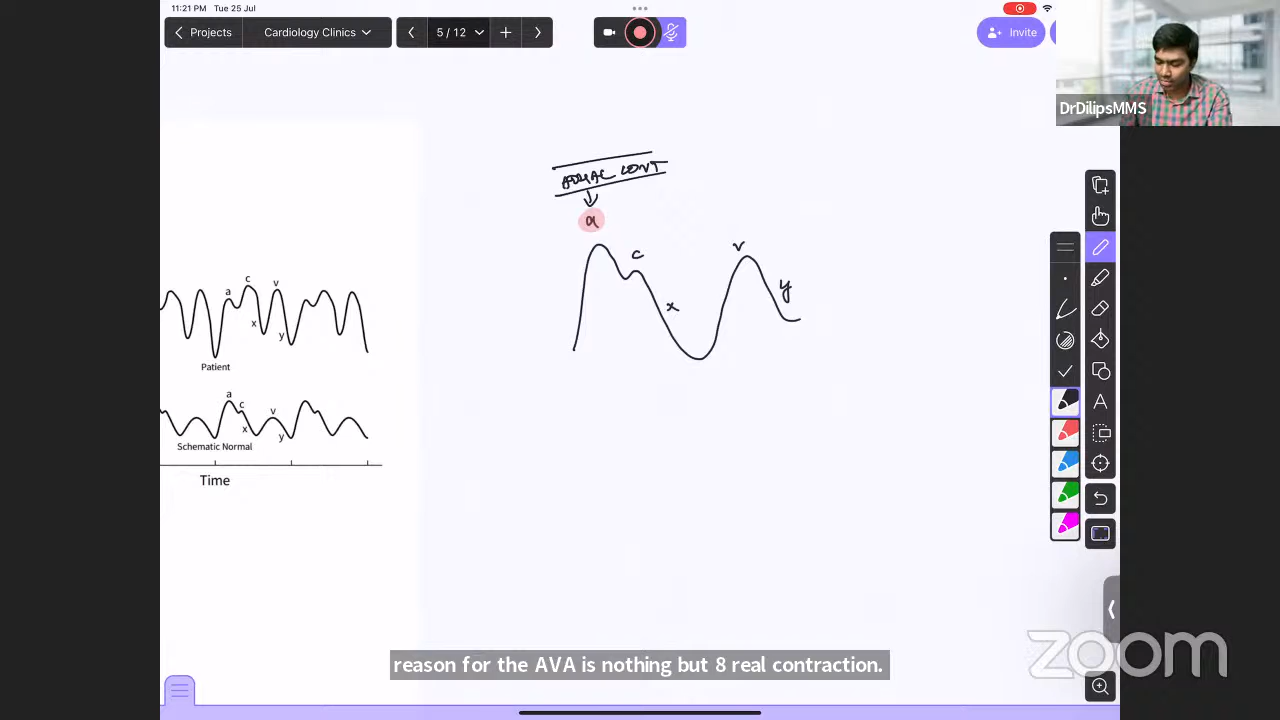 11:21 PM Tue 25 Jul
Projects Cardiology Clinics 5 / 12 Invite
DrDilipsMMS
CONT
a
c
v
x
y
a c v
x
y
Patient
a
c
v
x
y
Schematic Normal
Time
A
reason for the AVA is nothing but 8 real contraction.
zoom